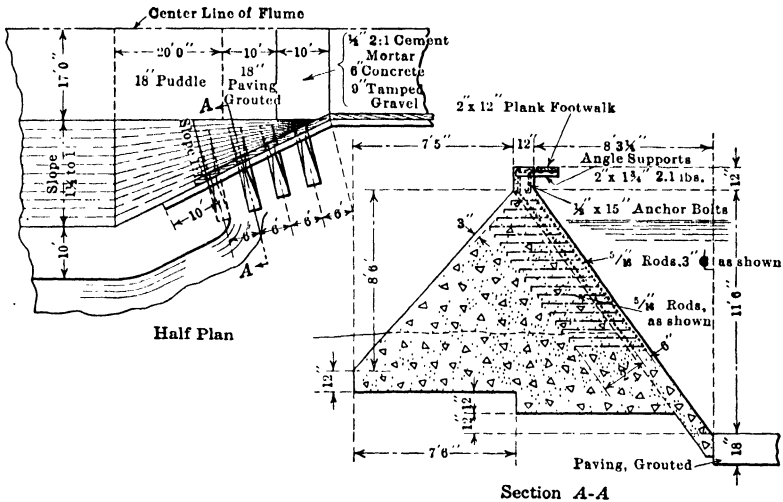 Center Line of Flume
20'0"
10'
10'
½" 2:1 Cement
Mortar
6" Concrete
9" Tamped
Gravel
17'0"
18" Puddle
18"
Paving
Grouted
A
Slope
Slope
1½ to 1
10'
10'
6'
6'
6'
6'
A
Half Plan
2" x 12" Plank Footwalk
7'5"
12"
8'3½"
Angle Supports
2" x 1¾" 2.1 lbs.
12"
½" x 15" Anchor Bolts
3"
5/16" Rods, 3" as shown
5/16" Rods,
as shown
8'6
11'6"
6"
12"
12"
12"
7'6"
18"
Paving, Grouted
Section A-A